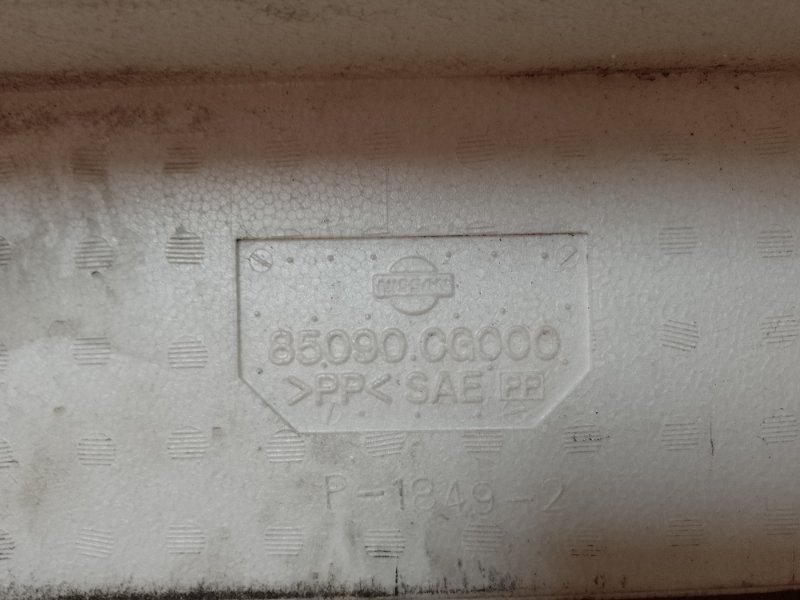 NISSAN
85090 CG000
>PP< SAE PP
P-1849-2